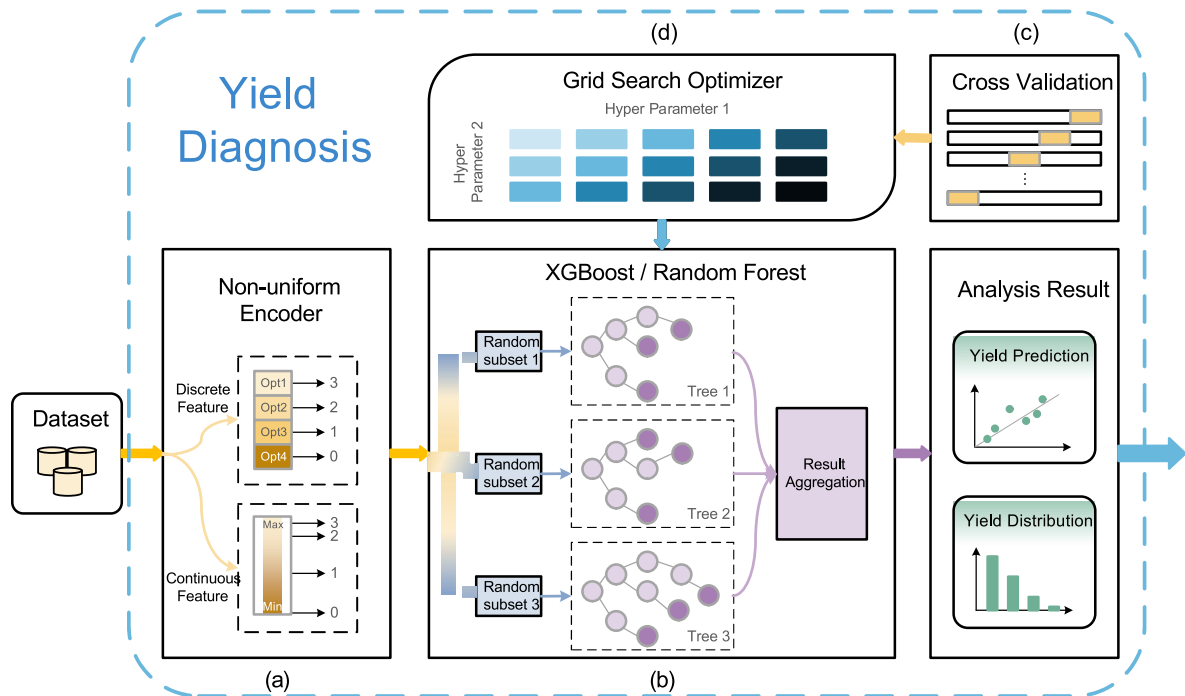 (d)
(c)
Yield
Diagnosis
Grid Search Optimizer
Hyper Parameter 1
Hyper
Parameter 2
Cross Validation
⋮
Non-uniform
Encoder
Discrete
Feature
Opt1
3
Opt2
2
Opt3
1
Opt4
0
Continuous
Feature
Max
Min
3
2
1
0
Dataset
XGBoost / Random Forest
Random
subset 1
Tree 1
Random
subset 2
Tree 2
Random
subset 3
Tree 3
Result
Aggregation
Analysis Result
Yield Prediction
Yield Distribution
(a)
(b)